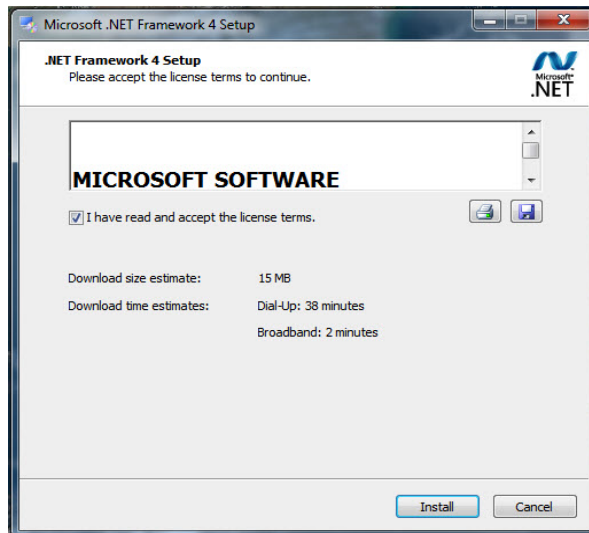 Microsoft .NET Framework 4 Setup
.NET Framework 4 Setup
Please accept the license terms to continue.
Microsoft®
.NET
MICROSOFT SOFTWARE
I have read and accept the license terms.
Download size estimate: 15 MB
Download time estimates: Dial-Up: 38 minutes
Broadband: 2 minutes
Install Cancel